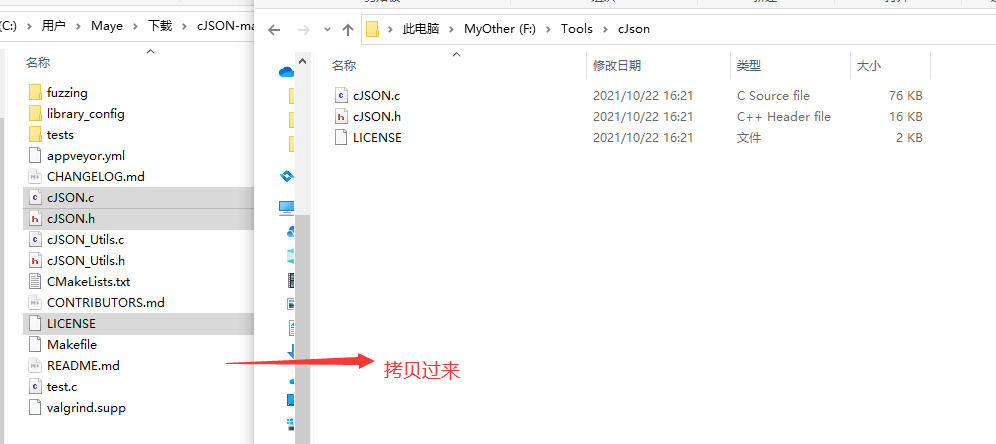 (C:) › 用户 › Maye › 下载 › cJSON-ma
名称
fuzzing
library_config
tests
appveyor.yml
CHANGELOG.md
cJSON.c
cJSON.h
cJSON_Utils.c
cJSON_Utils.h
CMakeLists.txt
CONTRIBUTORS.md
LICENSE
Makefile
README.md
test.c
valgrind.supp
› 此电脑 › MyOther (F:) › Tools › cJson
名称 修改日期 类型 大小
cJSON.c 2021/10/22 16:21 C Source file 76 KB
cJSON.h 2021/10/22 16:21 C++ Header file 16 KB
LICENSE 2021/10/22 16:21 文件 2 KB
拷贝过来